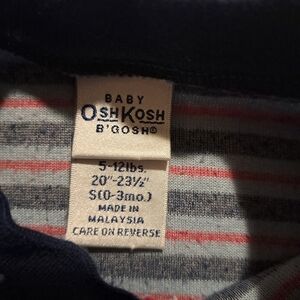 BABY
OSHKOSH
B'GOSH®
5-12lbs.
20"-23½"
S(0-3mo.)
MADE IN
MALAYSIA
CARE ON REVERSE